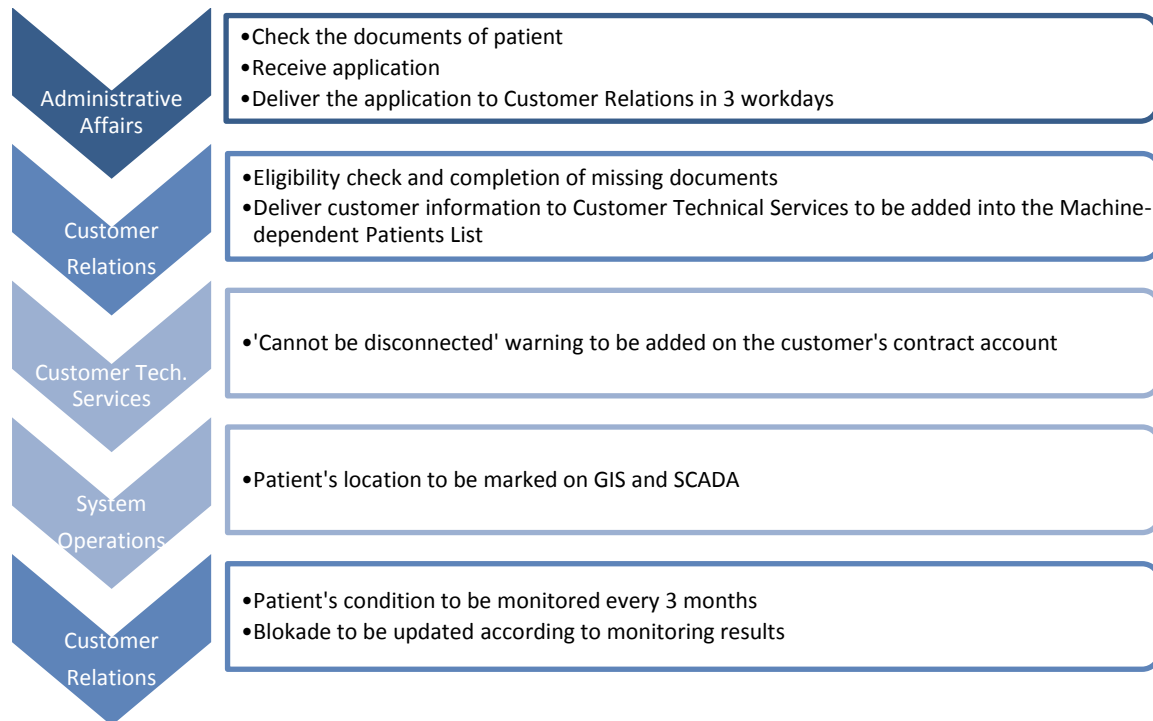 Administrative
Affairs
•Check the documents of patient
•Receive application
•Deliver the application to Customer Relations in 3 workdays
Customer
Relations
•Eligibility check and completion of missing documents
•Deliver customer information to Customer Technical Services to be added into the Machine-
dependent Patients List
Customer Tech.
Services
•'Cannot be disconnected' warning to be added on the customer's contract account
System
Operations
•Patient's location to be marked on GIS and SCADA
Customer
Relations
•Patient's condition to be monitored every 3 months
•Blokade to be updated according to monitoring results